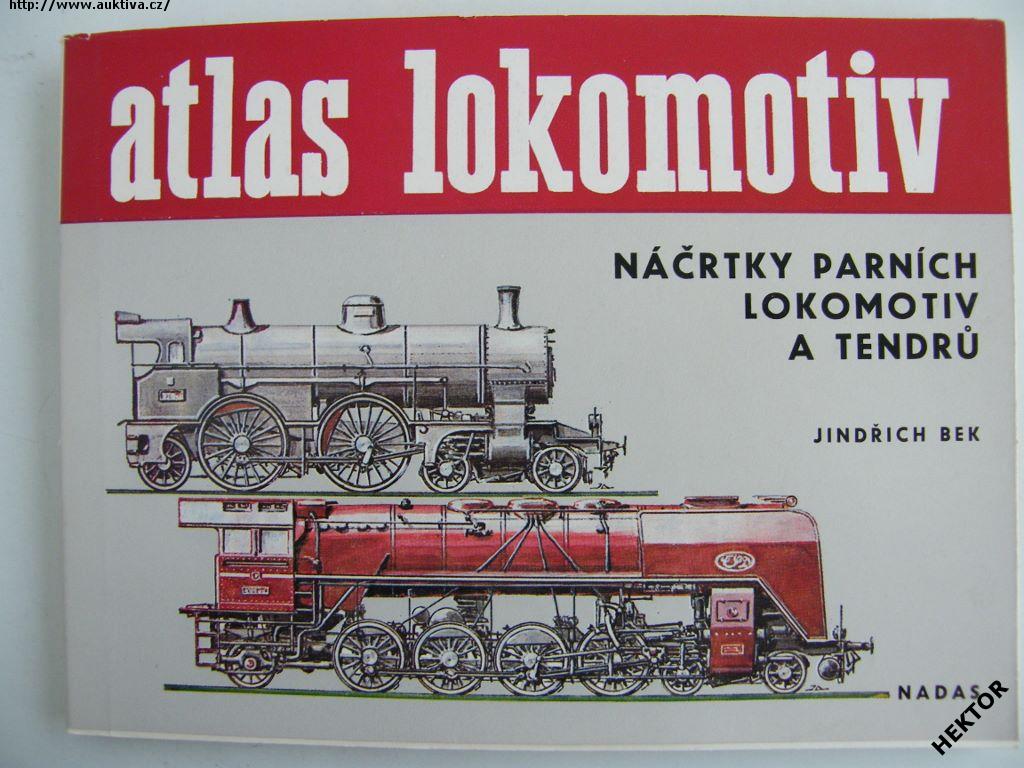 http://www.auktiva.cz/
atlas lokomotiv
NÁČRTKY PARNÍCH
LOKOMOTIV
A TENDRŮ
JINDŘICH BEK
NADAS
HEKTOR